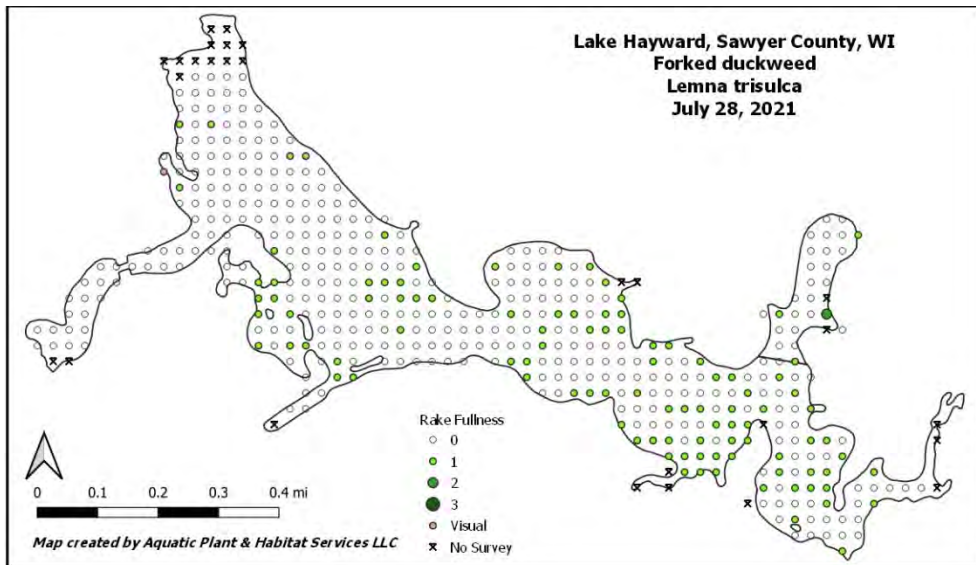 Lake Hayward, Sawyer County, WI
Forked duckweed
Lemna trisulca
July 28, 2021
Rake Fullness
0
1
2
3
Visual
No Survey
0 0.1 0.2 0.3 0.4 mi
Map created by Aquatic Plant & Habitat Services LLC